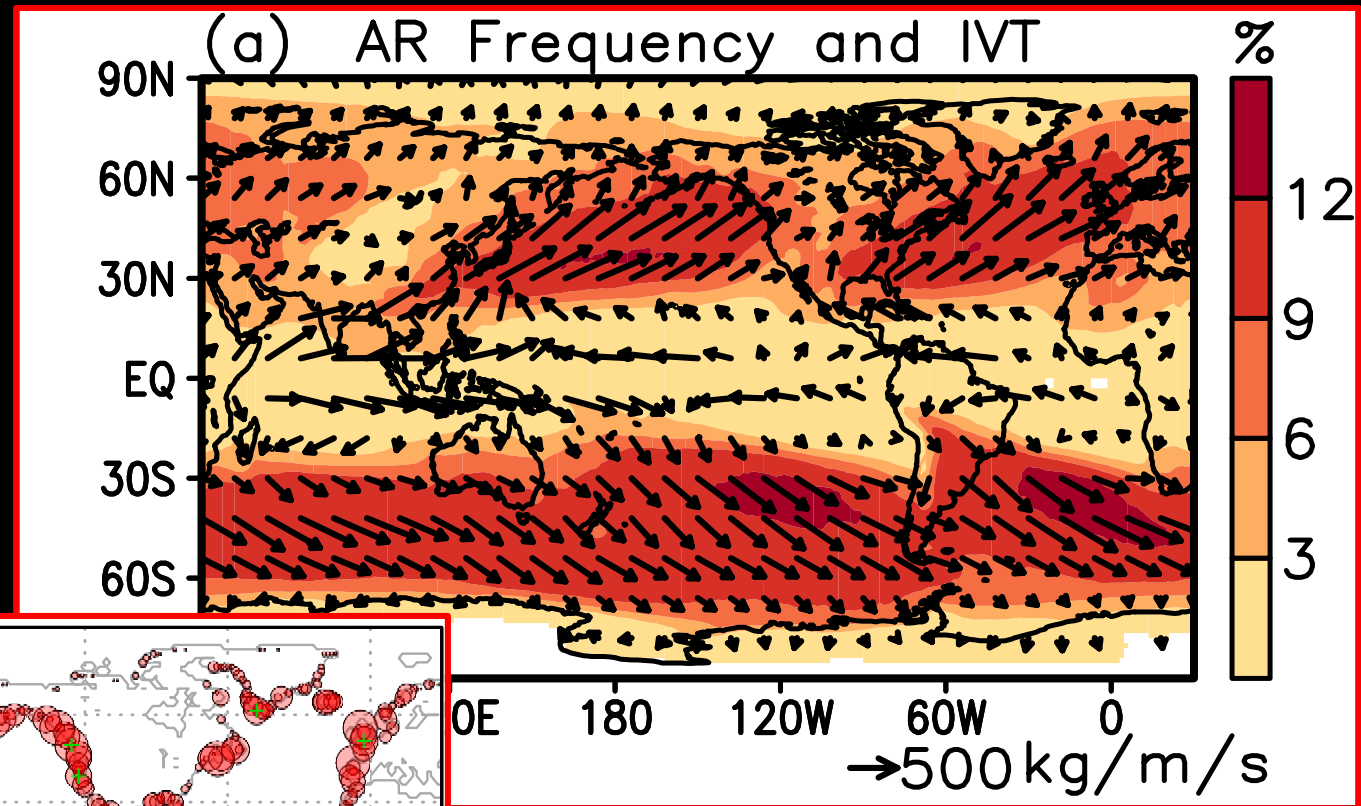 (a) AR Frequency and IVT
%
90N
60N
30N
EQ
30S
60S
12
9
6
3
0E 180 120W 60W 0
→500kg/m/s